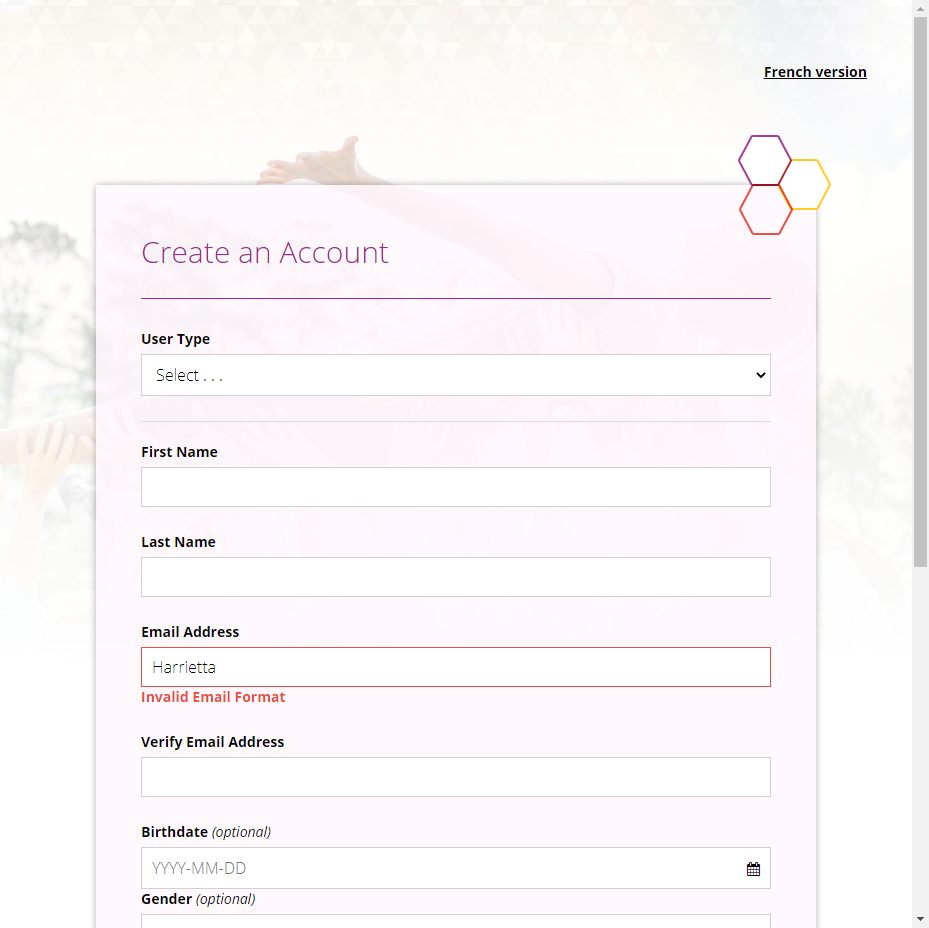 French version
Create an Account
User Type
Select . . .
First Name
Last Name
Email Address
Harrietta
Invalid Email Format
Verify Email Address
Birthdate (optional)
YYYY-MM-DD
Gender (optional)